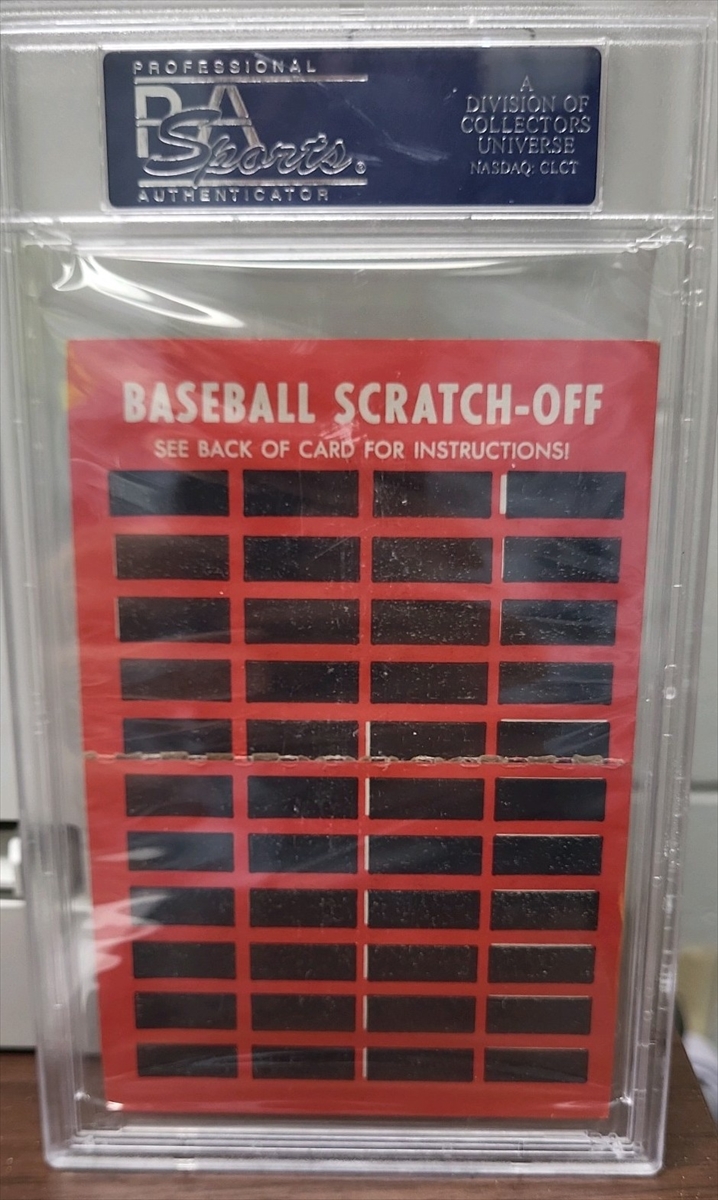 PROFESSIONAL
PSA
Sports®
AUTHENTICATOR
A
DIVISION OF
COLLECTORS
UNIVERSE
NASDAQ: CLCT
BASEBALL SCRATCH-OFF
SEE BACK OF CARD FOR INSTRUCTIONS!